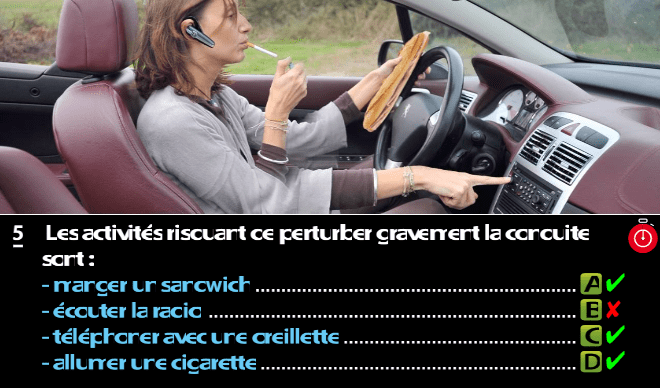 5 Les activités risquant de perturber gravement la conduite
sont :
- manger un sandwich ........ A
- écouter la radio ........ B
- téléphoner avec une oreillette ........ C
- allumer une cigarette ........ D